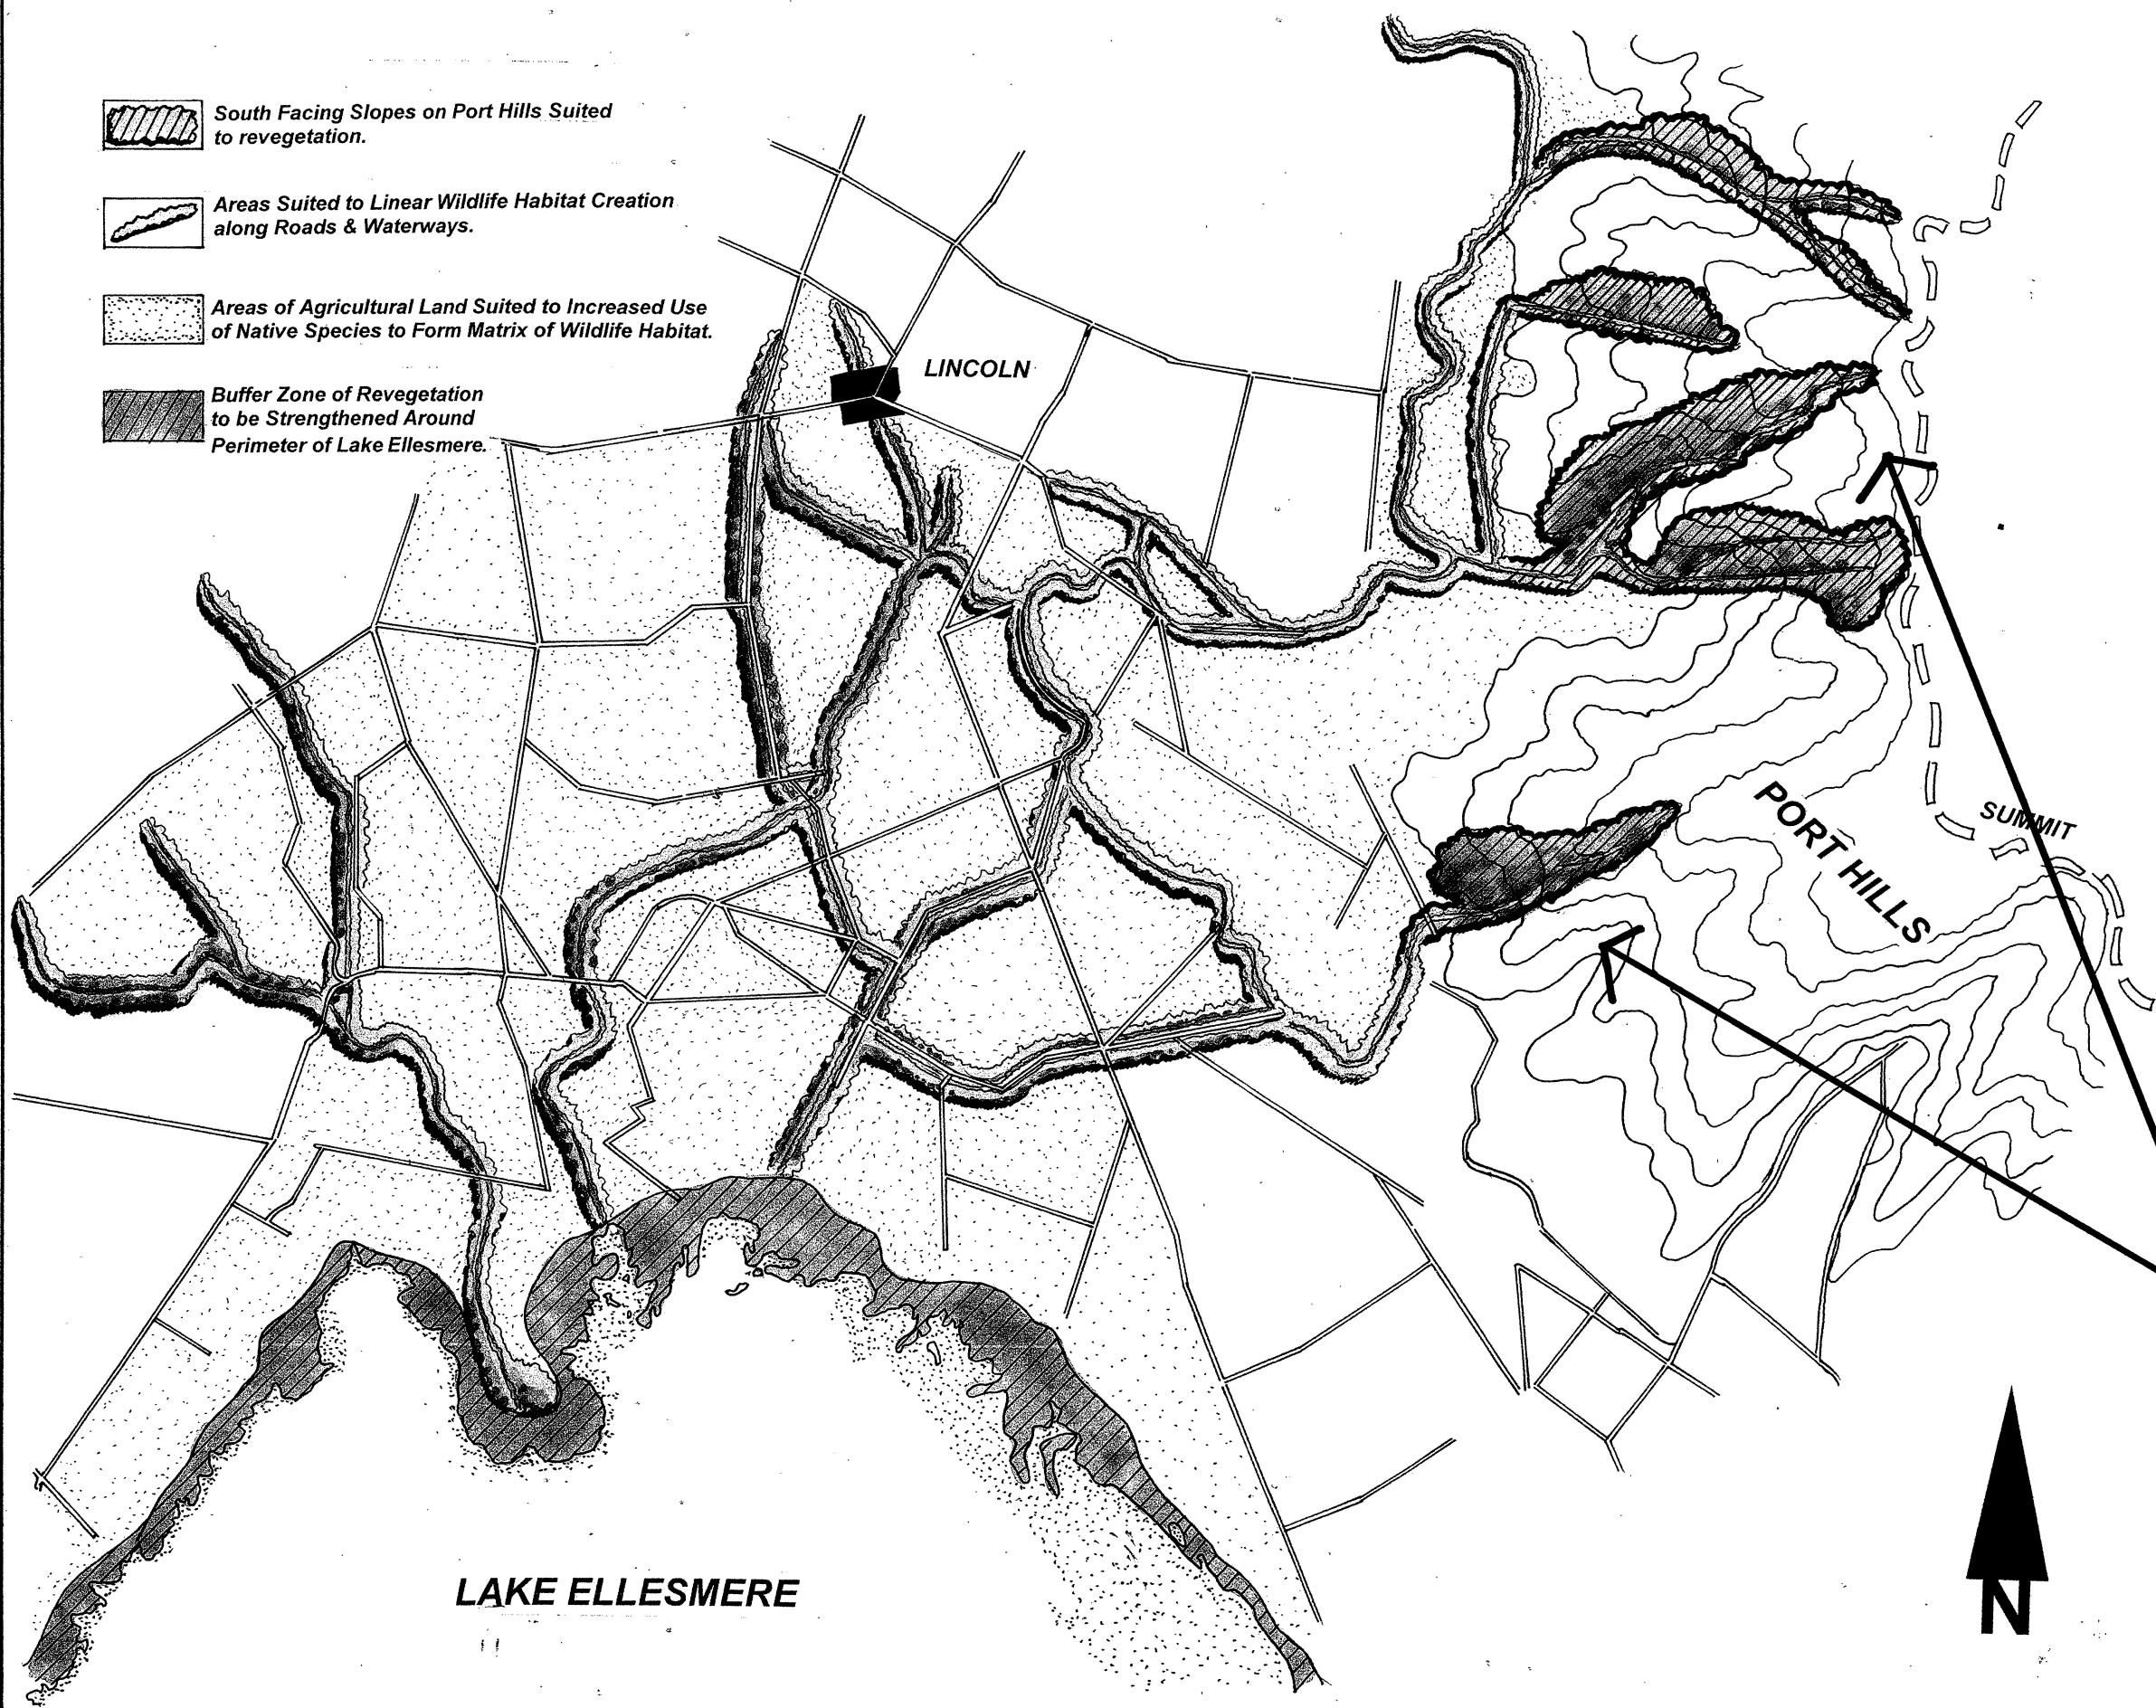 South Facing Slopes on Port Hills Suited
to revegetation.
Areas Suited to Linear Wildlife Habitat Creation
along Roads & Waterways.
Areas of Agricultural Land Suited to Increased Use
of Native Species to Form Matrix of Wildlife Habitat.
Buffer Zone of Revegetation
to be Strengthened Around
Perimeter of Lake Ellesmere.
LINCOLN
PORT HILLS
SUMMIT
LAKE ELLESMERE
N